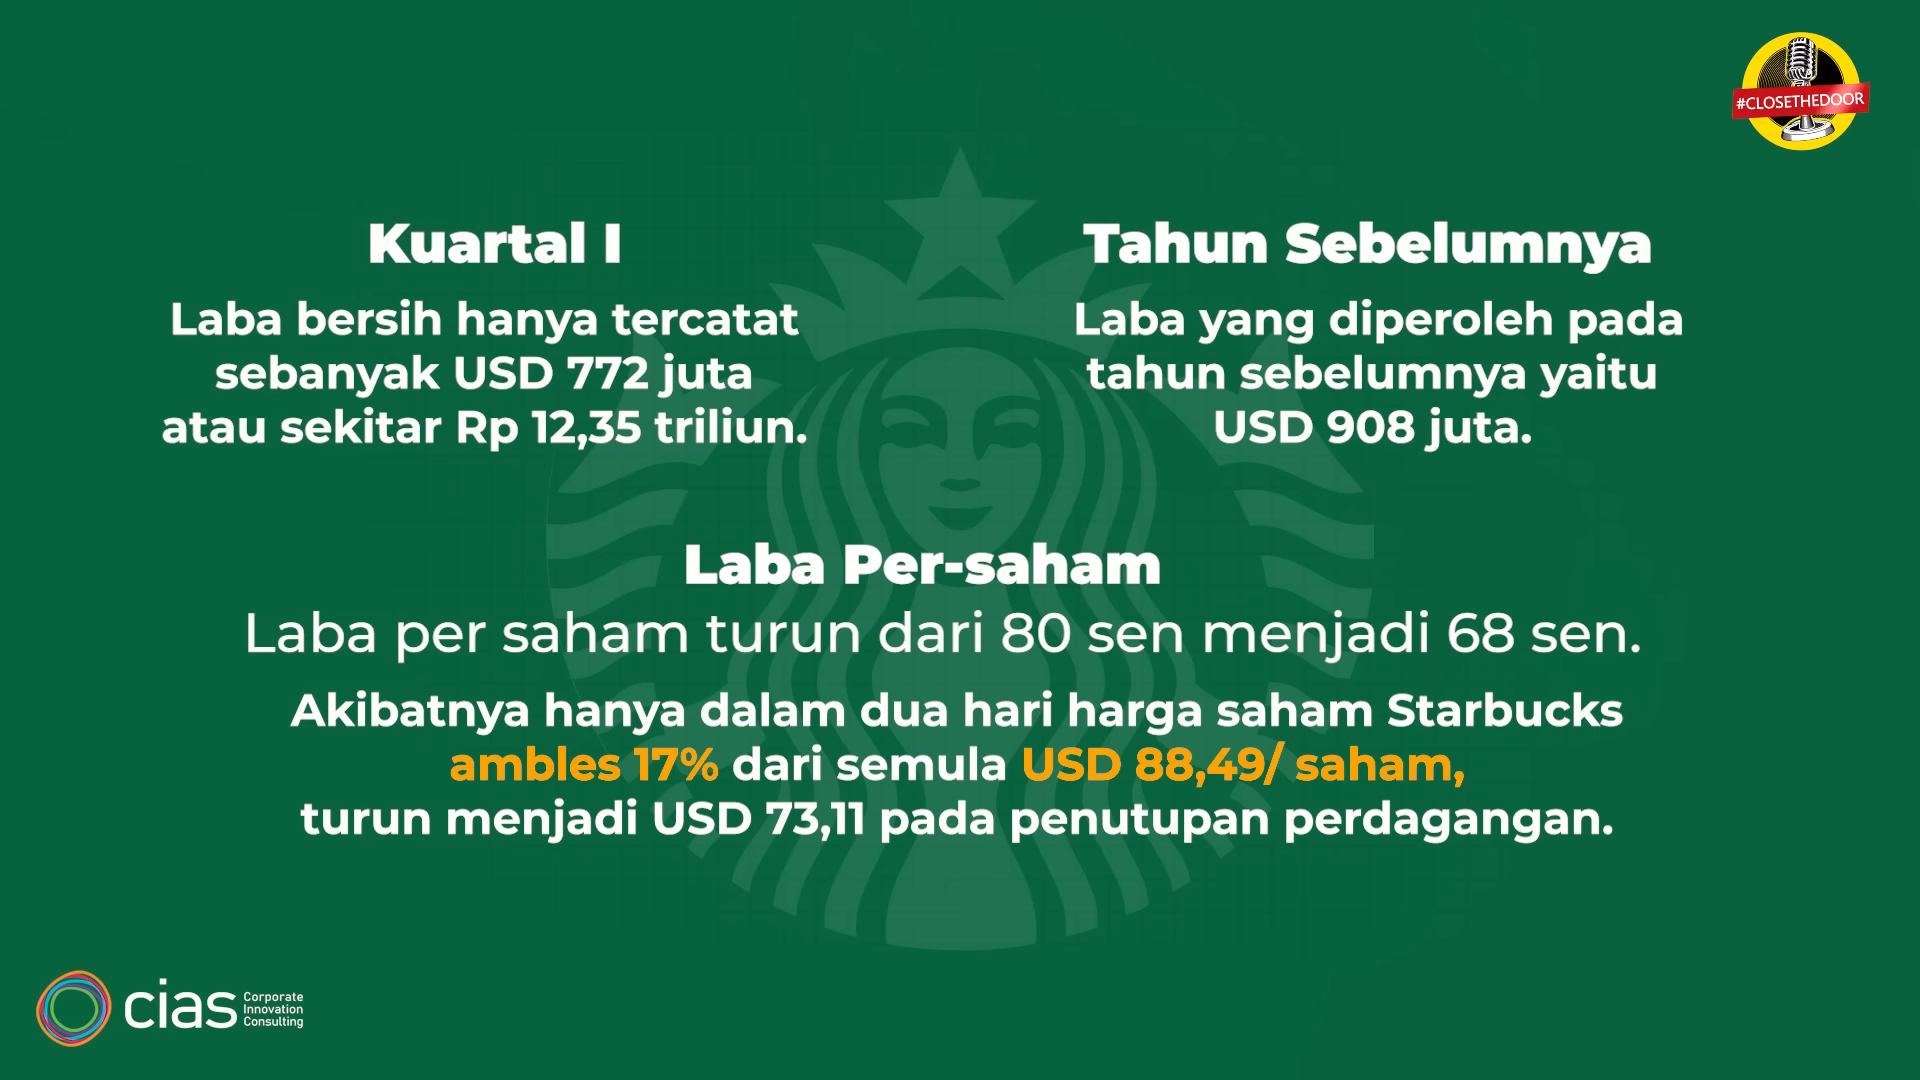 #CLOSETHEDOOR
Kuartal I
Laba bersih hanya tercatat
sebanyak USD 772 juta
atau sekitar Rp 12,35 triliun.
Tahun Sebelumnya
Laba yang diperoleh pada
tahun sebelumnya yaitu
USD 908 juta.
Laba Per-saham
Laba per saham turun dari 80 sen menjadi 68 sen.
Akibatnya hanya dalam dua hari harga saham Starbucks
ambles 17% dari semula USD 88,49/ saham,
turun menjadi USD 73,11 pada penutupan perdagangan.
cias
Corporate
Innovation
Consulting